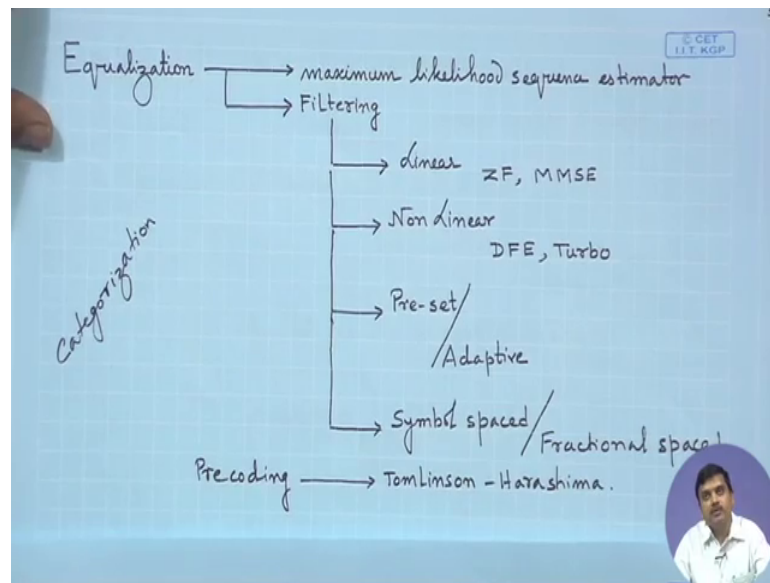 © CET
I.I.T. KGP
Equalization → maximum likelihood sequence estimator
→ Filtering
→ Linear ZF, MMSE
→ Non Linear
DFE, Turbo
→ Pre-set/
Adaptive
→ Symbol spaced/
Fractional spaced
Precoding → Tomlinson-Harashima.
Categorization